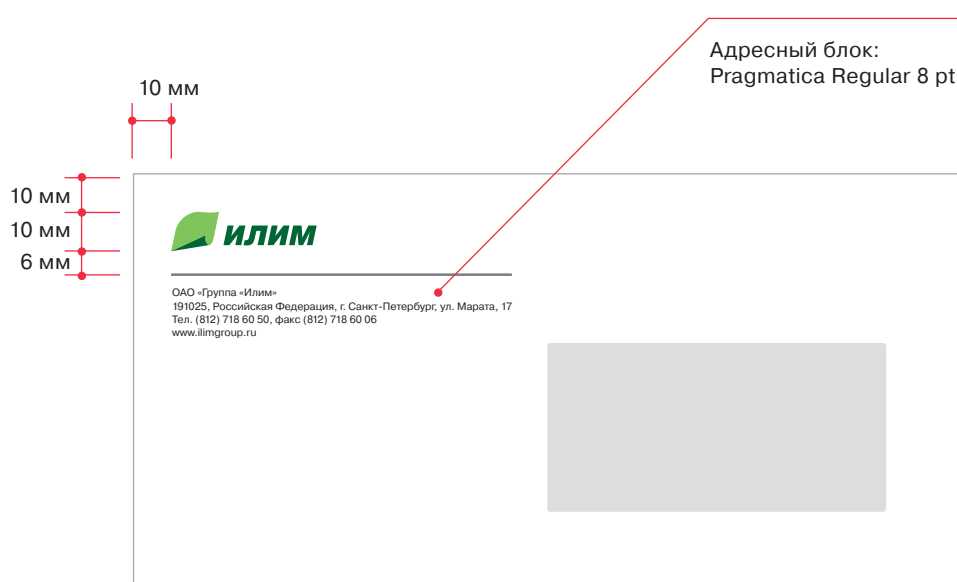 Адресный блок:
Pragmatica Regular 8 pt
10 мм
10 мм
10 мм
6 мм
ИЛИМ
ОАО «Группа «Илим»
191025, Российская Федерация, г. Санкт-Петербург, ул. Марата, 17
Тел. (812) 718 60 50, факс (812) 718 60 06
www.ilimgroup.ru